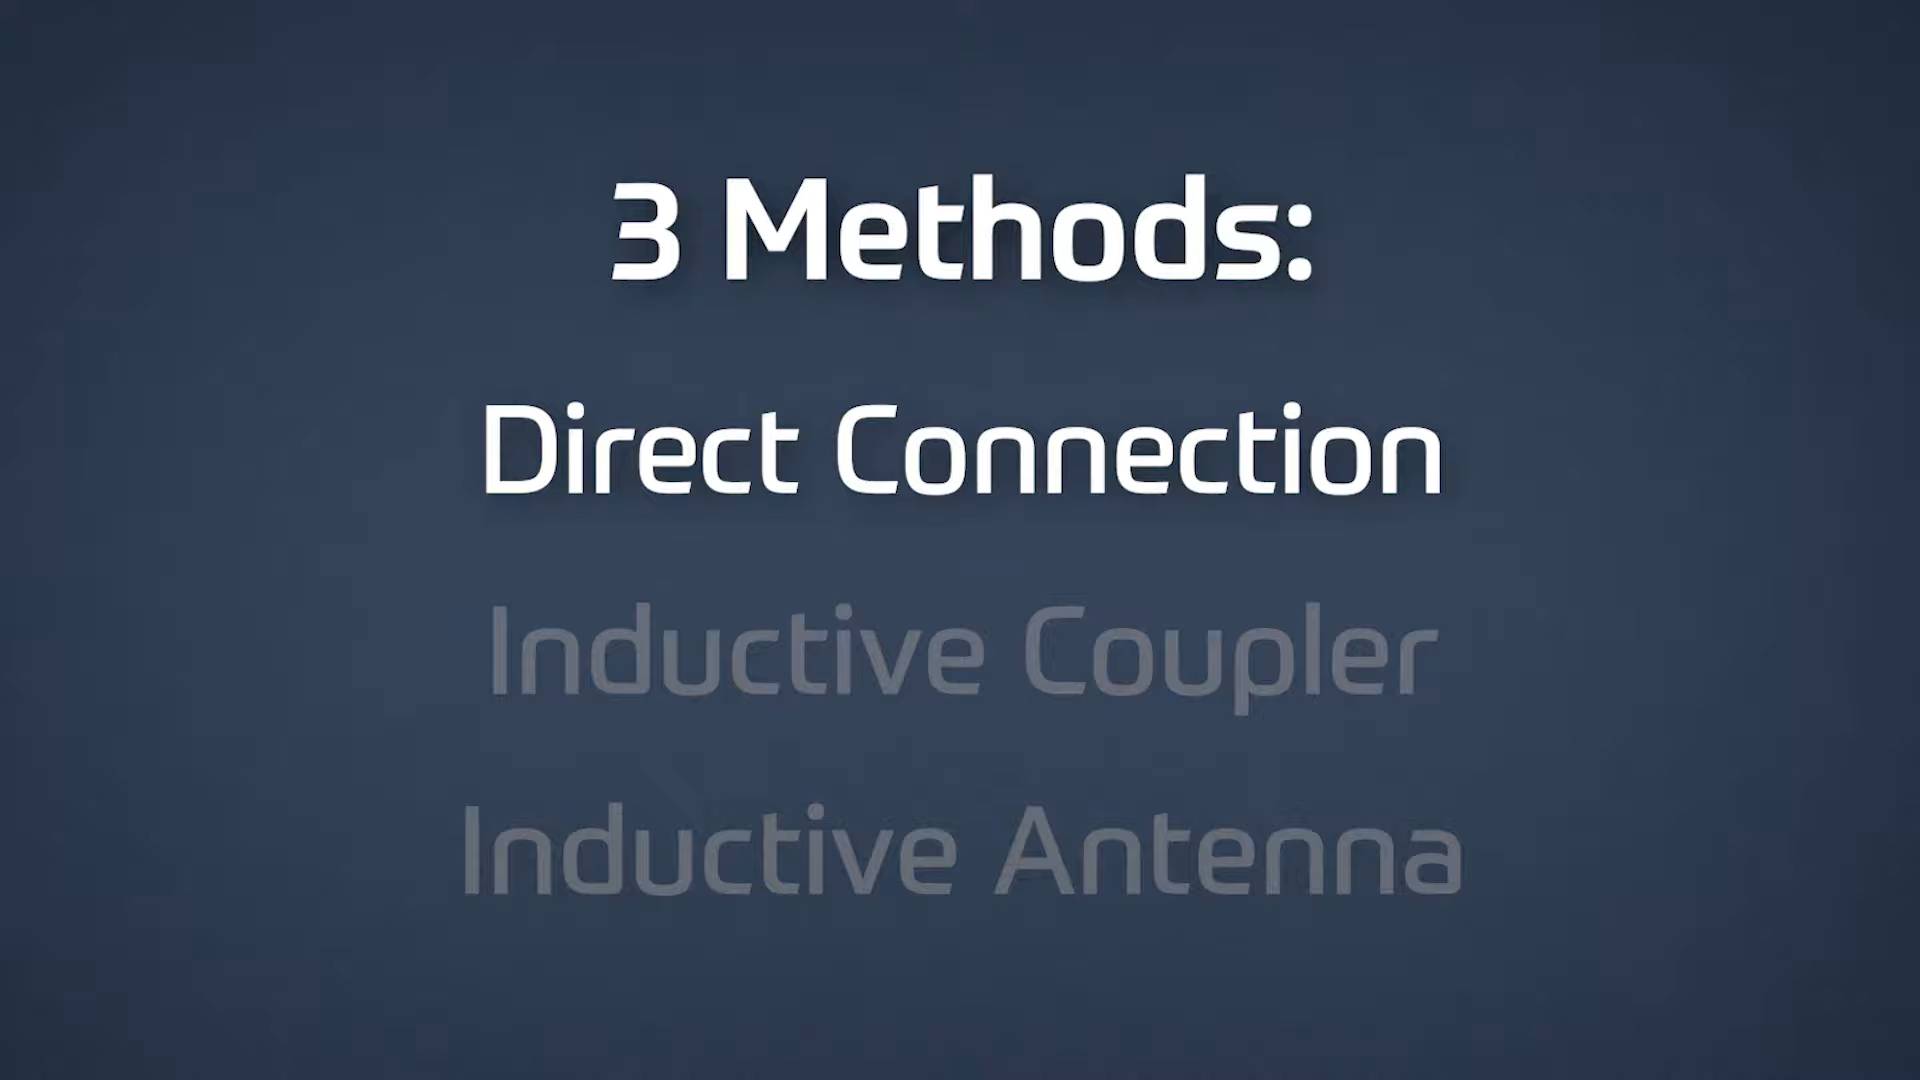 3 Methods:
Direct Connection
Inductive Coupler
Inductive Antenna